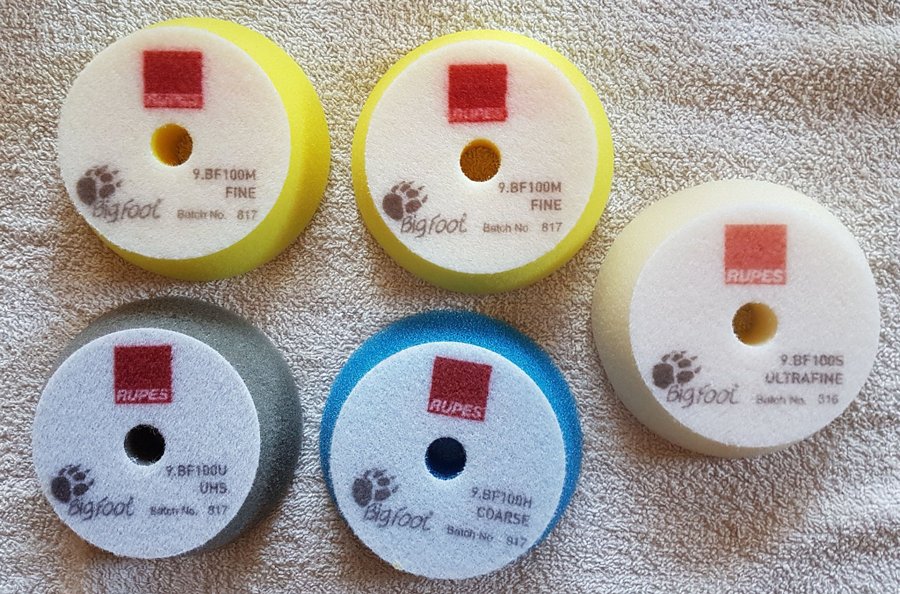 RUPES
9.BF100M
FINE
BigFoot
Batch No. 817
RUPES
9.BF100M
FINE
BigFoot
Batch No. 817
RUPES
9.BF100S
ULTRAFINE
BigFoot
Batch No. 316
RUPES
9.BF100U
UHS
BigFoot
Batch No. 817
RUPES
9.BF100H
COARSE
BigFoot
Batch No. 817